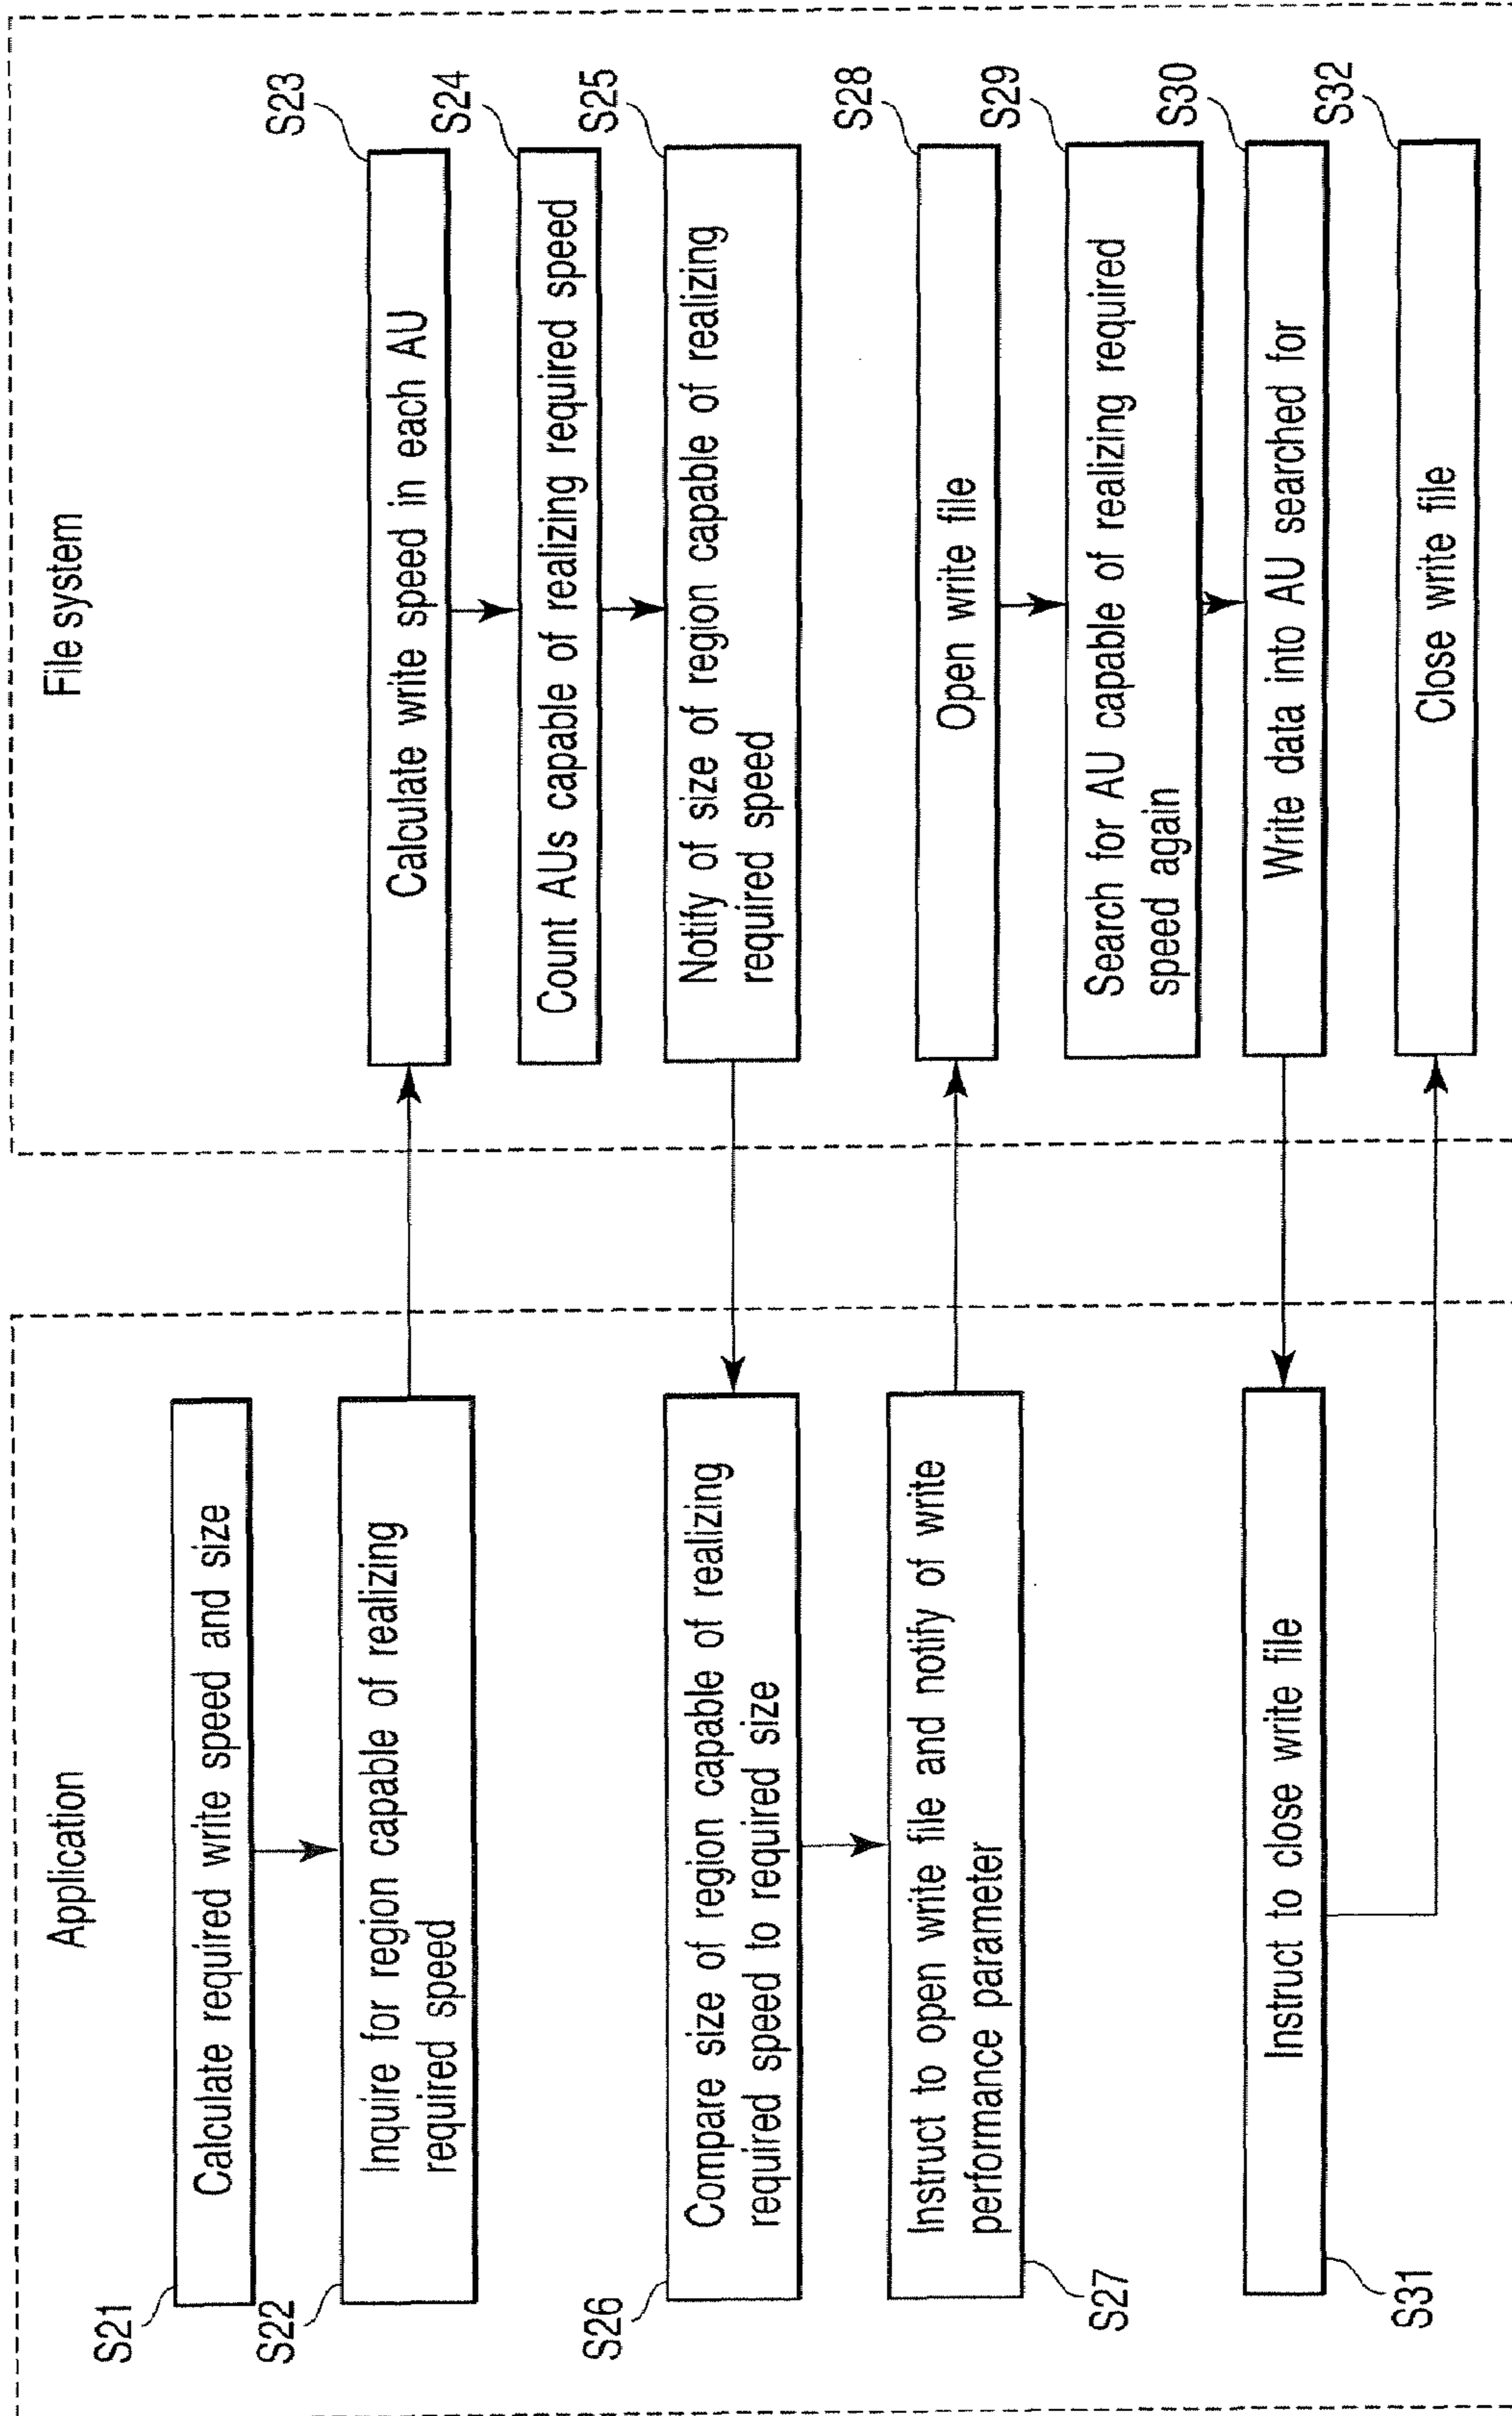 Application
S21
Calculate required write speed and size
S22
Inquire for region capable of realizing
required speed
S26
Compare size of region capable of realizing
required speed to required size
S27
Instruct to open write file and notify of write
performance parameter
S31
Instruct to close write file
File system
S23
Calculate write speed in each AU
S24
Count AUs capable of realizing required speed
S25
Notify of size of region capable of realizing
required speed
S28
Open write file
S29
Search for AU capable of realizing required
speed again
S30
Write data into AU searched for
S32
Close write file